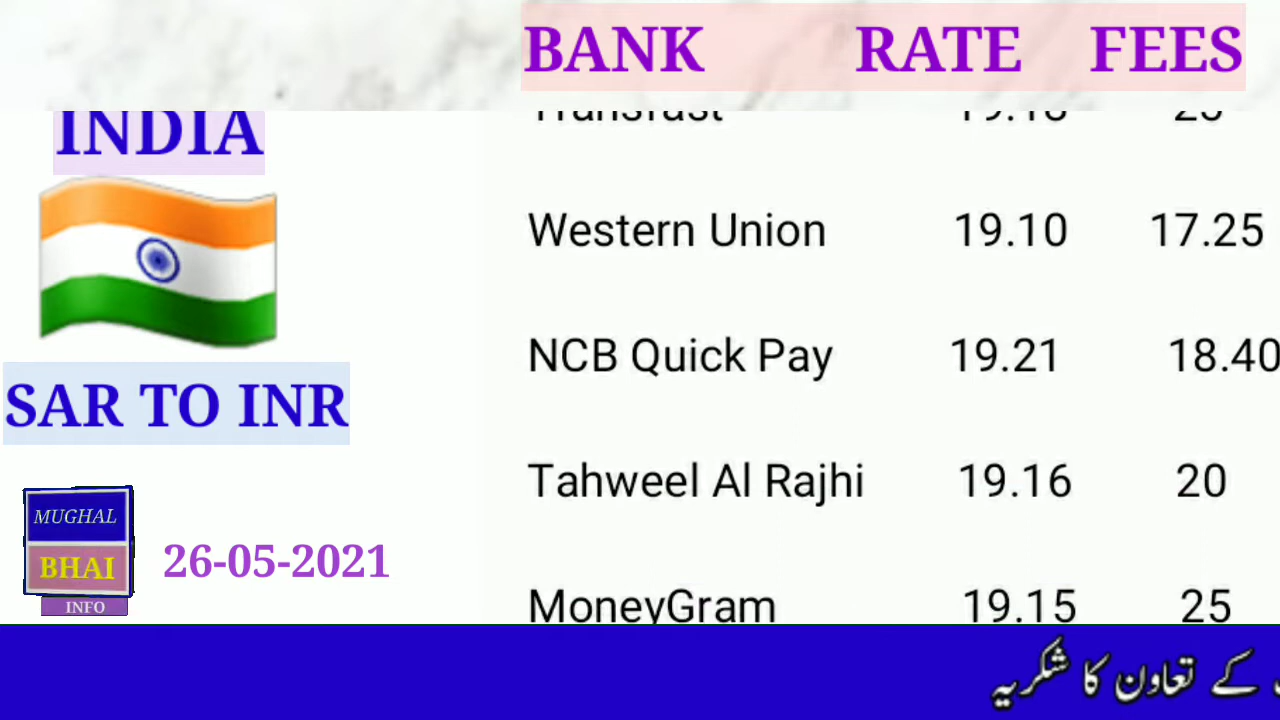 BANK RATE FEES
INDIA
Transfast
Western Union 19.10 17.25
NCB Quick Pay 19.21 18.40
SAR TO INR
Tahweel Al Rajhi 19.16 20
MUGHAL
BHAI
INFO
26-05-2021
MoneyGram 19.15 25
کے تعاون کا شکریہ